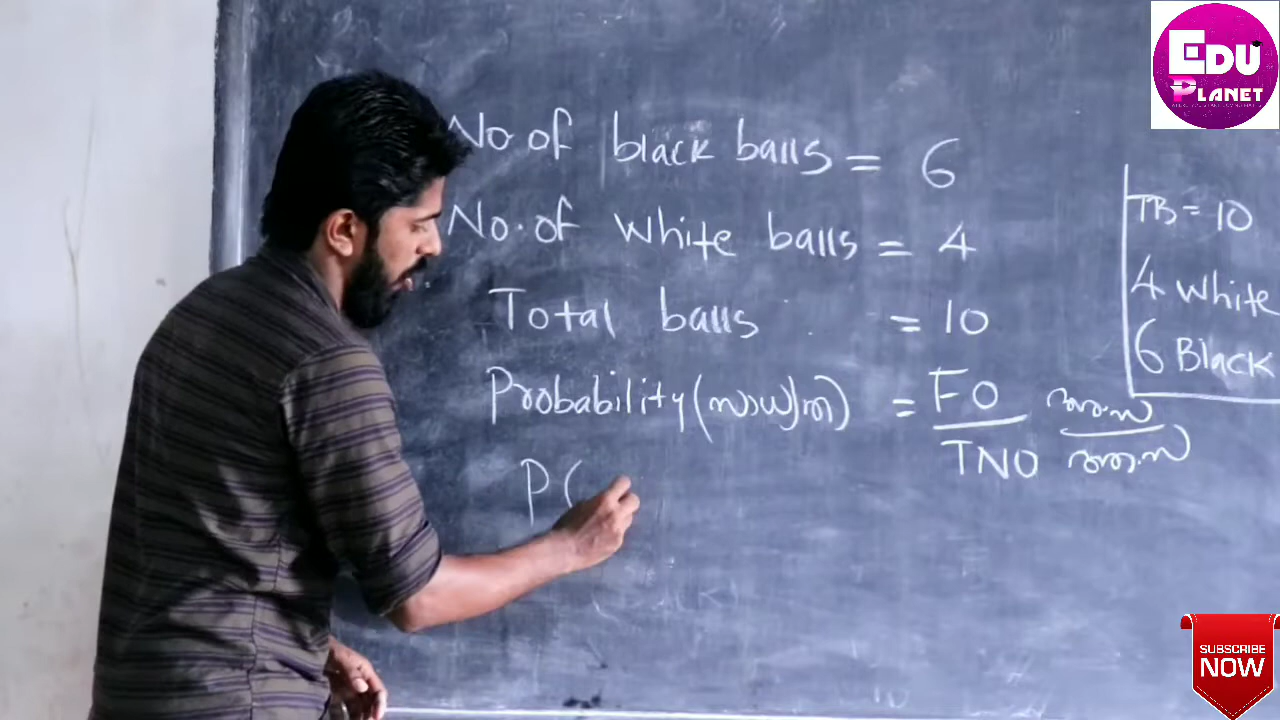 No of black balls = 6
No. of white balls = 4
Total balls = 10
Probability (സാധ്യത) = FO / TNO
P (
TB = 10
4 White
6 Black
EDU
PLANET
SUBSCRIBE
NOW